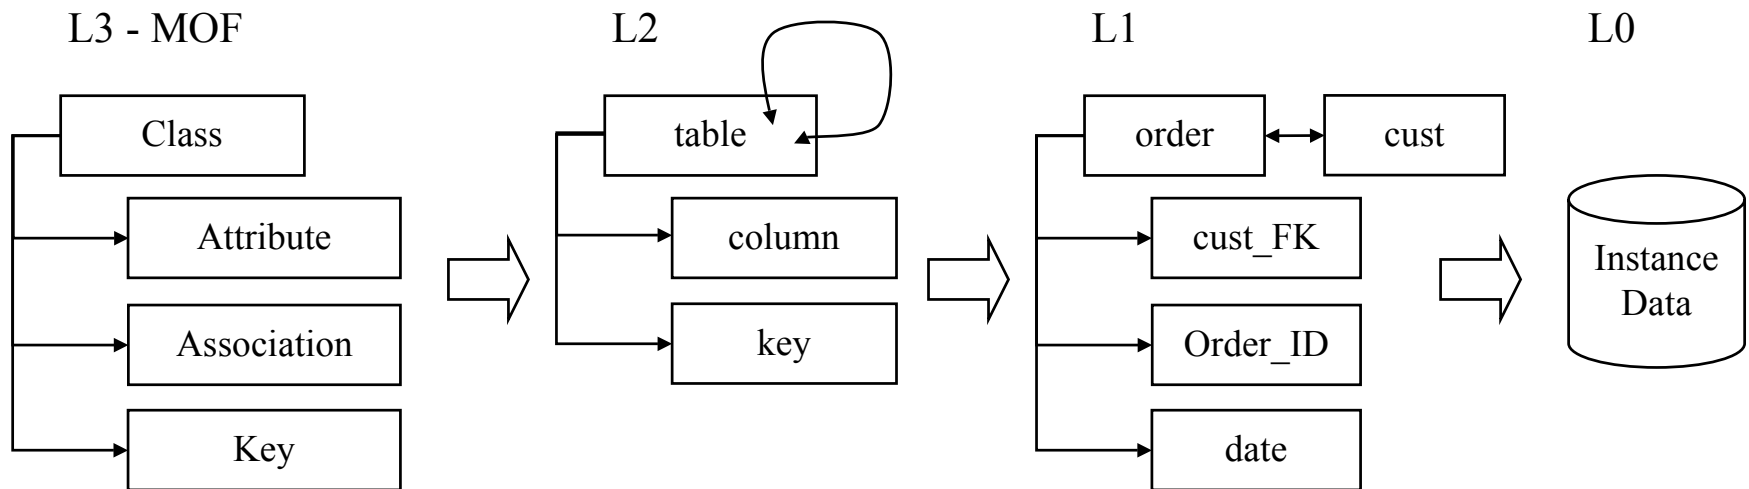 L3 - MOF
L2
L1
L0
Class
Attribute
Association
Key
table
column
key
order
cust
cust_FK
Order_ID
date
Instance
Data